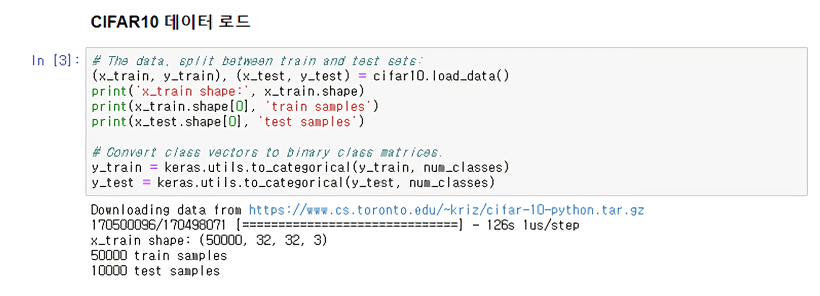 CIFAR10 데이터 로드
In [3]: # The data, split between train and test sets:
(x_train, y_train), (x_test, y_test) = cifar10.load_data()
print('x_train shape:', x_train.shape)
print(x_train.shape[0], 'train samples')
print(x_test.shape[0], 'test samples')
# Convert class vectors to binary class matrices.
y_train = keras.utils.to_categorical(y_train, num_classes)
y_test = keras.utils.to_categorical(y_test, num_classes)
Downloading data from https://www.cs.toronto.edu/~kriz/cifar-10-python.tar.gz
170500096/170498071 [==============================] - 126s 1us/step
x_train shape: (50000, 32, 32, 3)
50000 train samples
10000 test samples